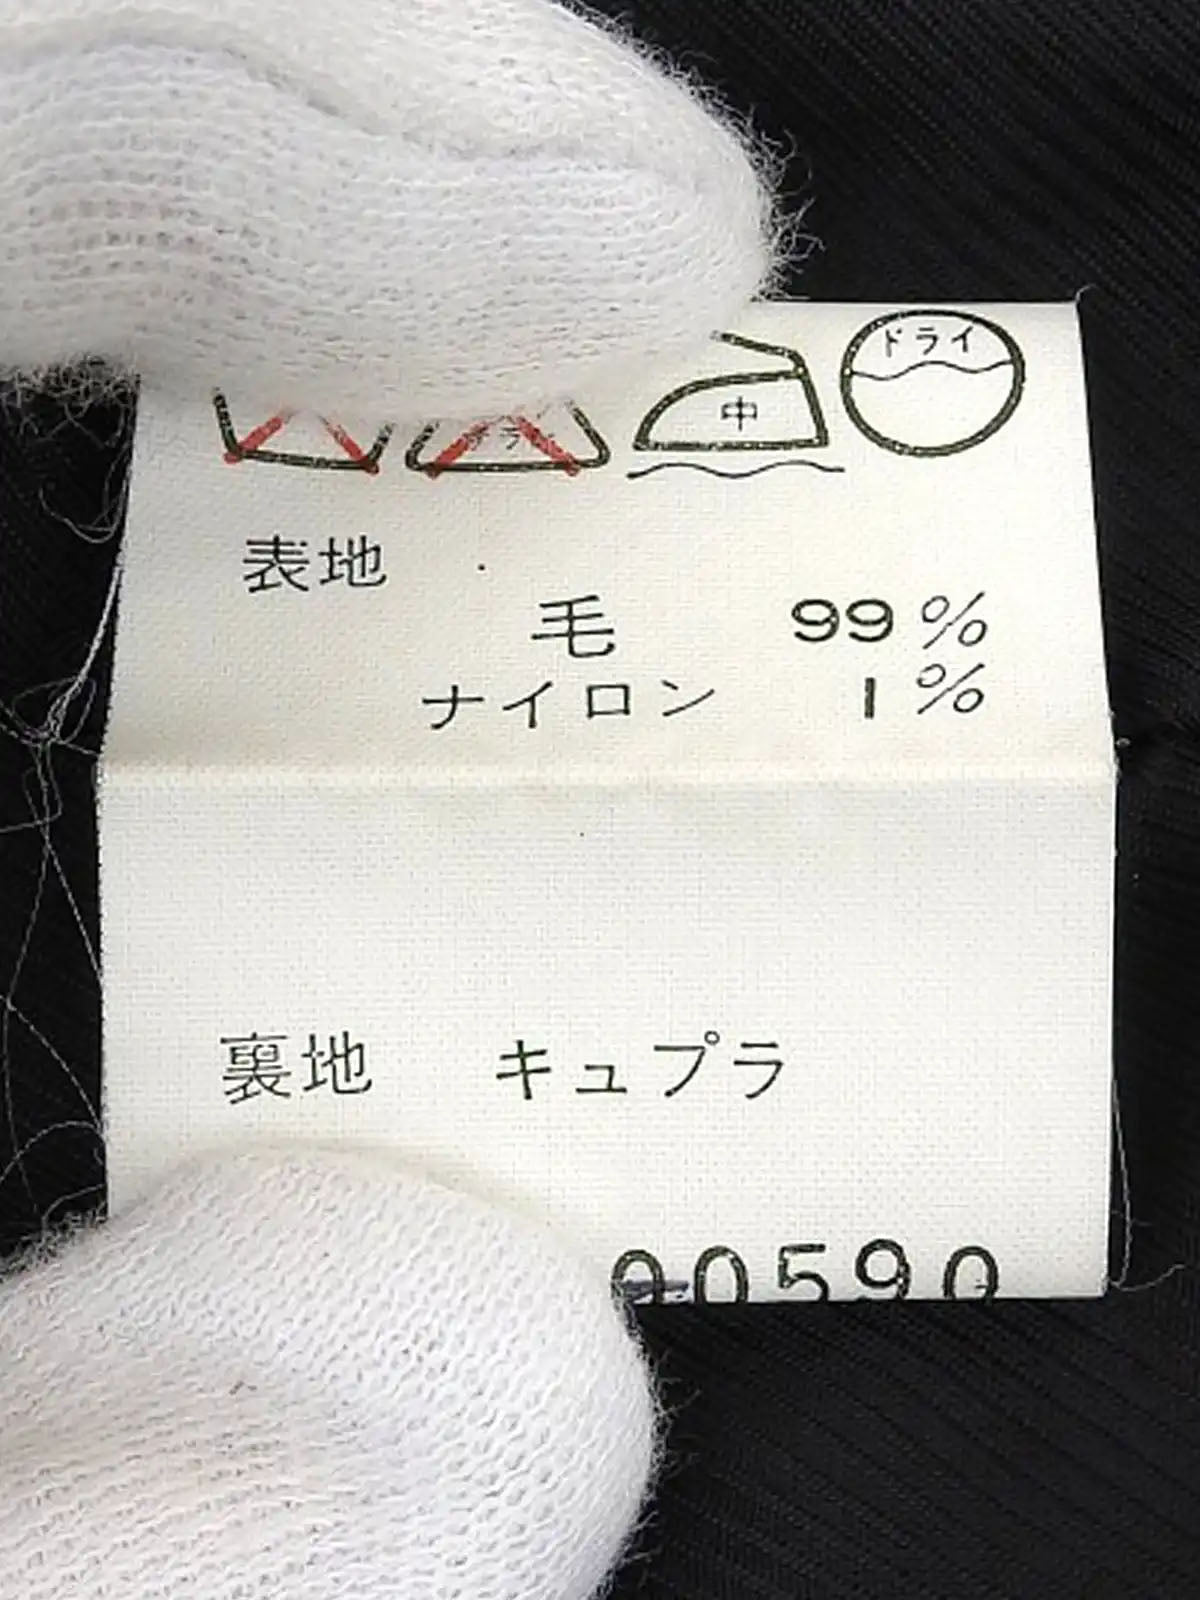 中 ドライ
表地
毛 99%
ナイロン 1%
裏地 キュプラ
00590